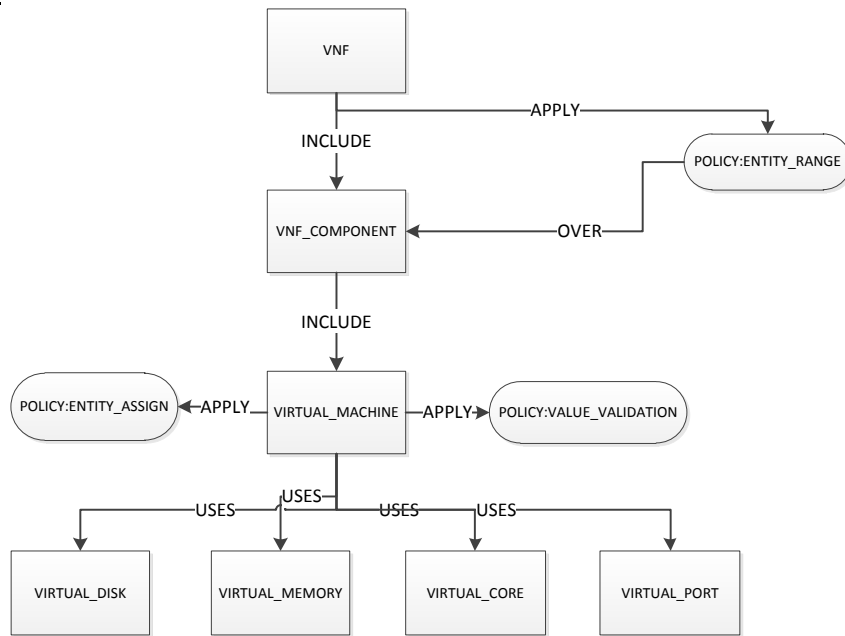 VNF
APPLY
INCLUDE
POLICY:ENTITY_RANGE
VNF_COMPONENT
OVER
INCLUDE
POLICY:ENTITY_ASSIGN
APPLY
VIRTUAL_MACHINE
APPLY
POLICY:VALUE_VALIDATION
USES
USES
USES
USES
VIRTUAL_DISK
VIRTUAL_MEMORY
VIRTUAL_CORE
VIRTUAL_PORT